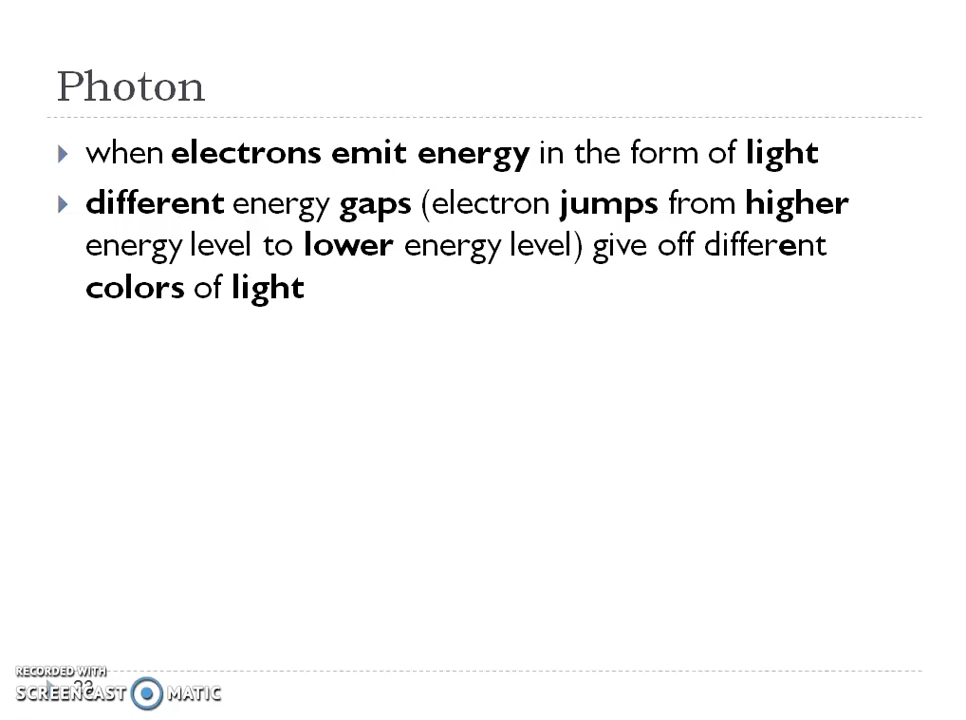 Photon
when electrons emit energy in the form of light
different energy gaps (electron jumps from higher
energy level to lower energy level) give off different
colors of light
RECORDED WITH
SCREENCAST MATIC